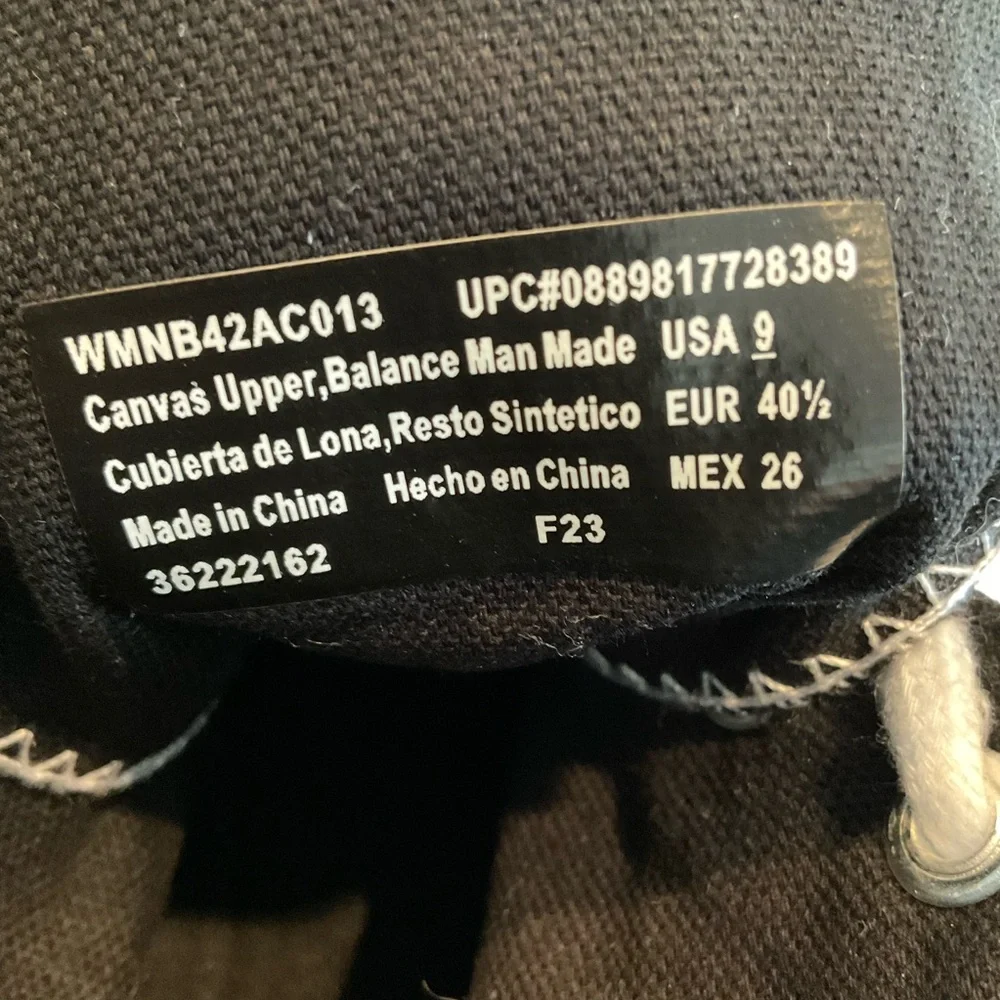 WMNB42AC013 UPC#0889817728389
Canvas Upper,Balance Man Made USA 9
Cubierta de Lona,Resto Sintetico EUR 40½
Made in China Hecho en China MEX 26
36222162 F23